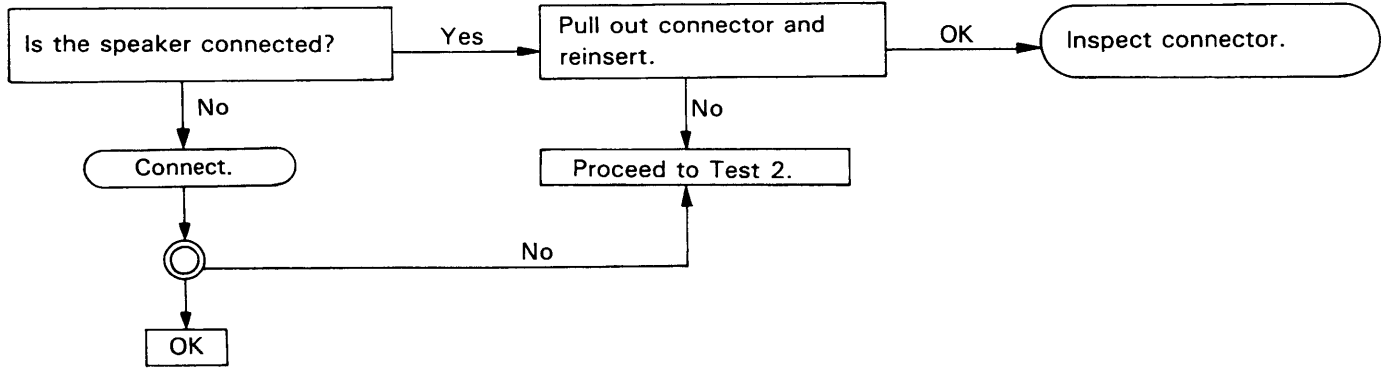 Is the speaker connected?
Yes
Pull out connector and
reinsert.
OK
Inspect connector.
No
No
Connect.
Proceed to Test 2.
No
OK